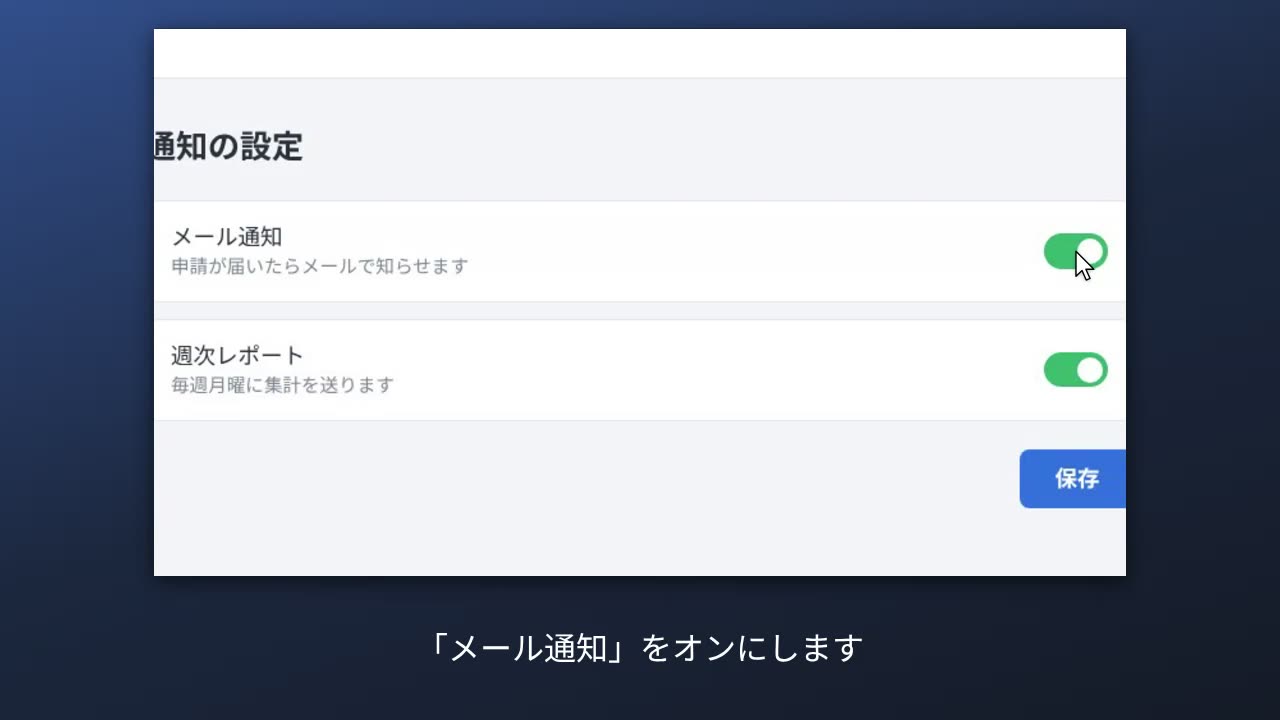 通知の設定
メール通知
申請が届いたらメールで知らせます
週次レポート
毎週月曜に集計を送ります
保存
「メール通知」をオンにします